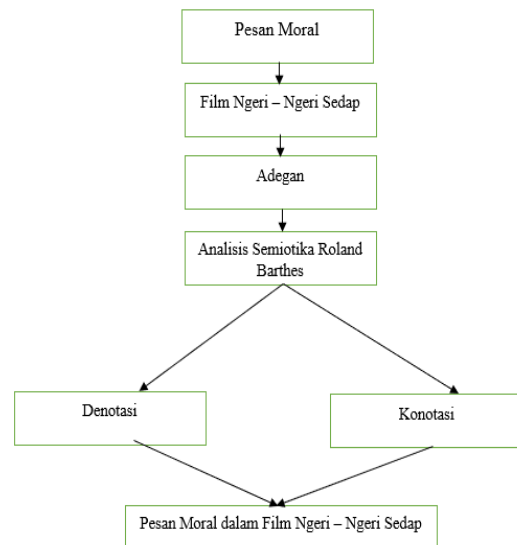 Pesan Moral
Film Ngeri – Ngeri Sedap
Adegan
Analisis Semiotika Roland
Barthes
Denotasi
Konotasi
Pesan Moral dalam Film Ngeri – Ngeri Sedap